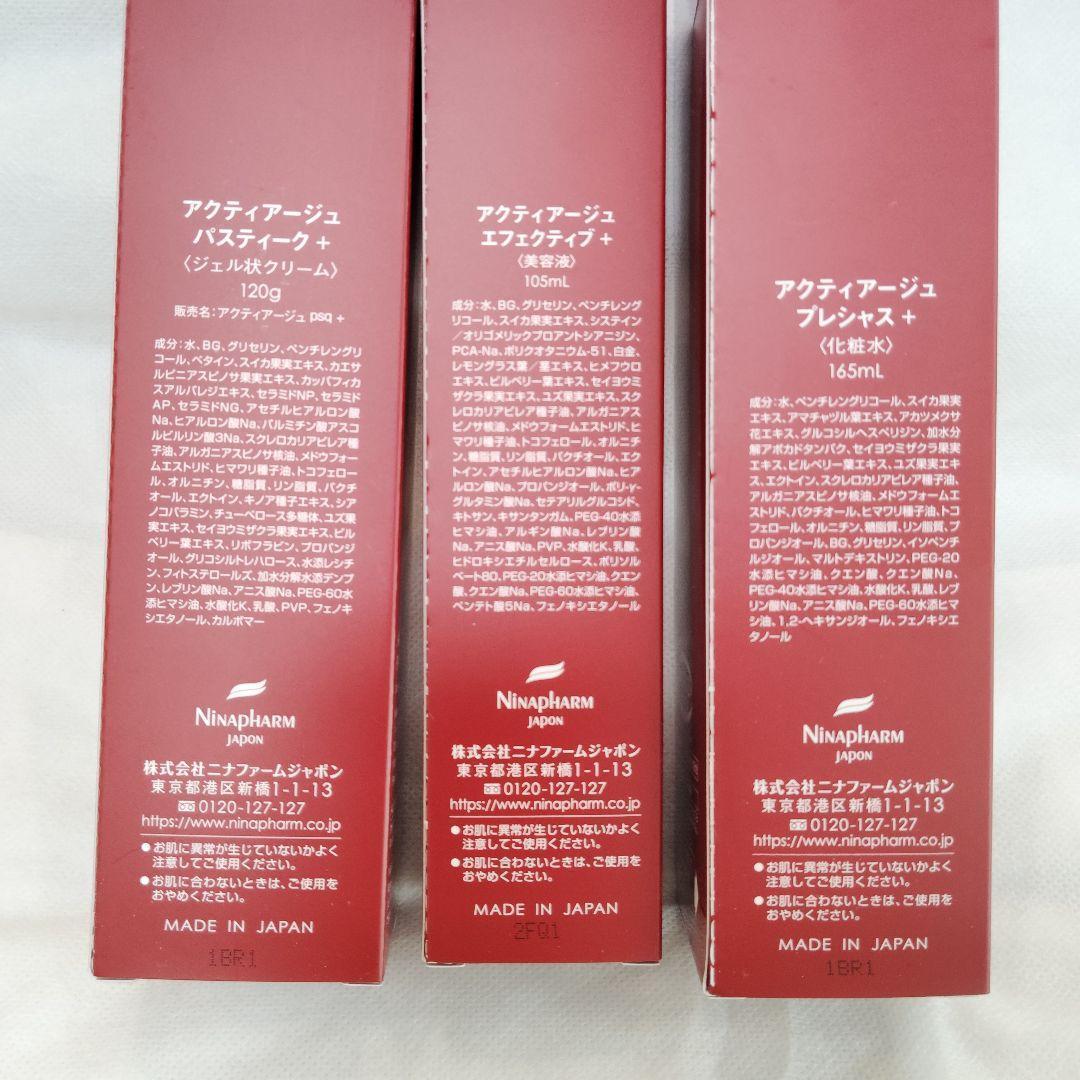 アクティアージュ
パスティーク +
〈ジェル状クリーム〉
120g
販売名:アクティアージュ psq +
成分:水、BG、グリセリン、ペンチレングリ
コール、ベタイン、スイカ果実エキス、カエサ
ルピニアスピノサ果実エキス、カッパフィカ
スアルバレジエキス、セラミドNP、セラミド
AP、セラミドNG、アセチルヒアルロン酸
Na、ヒアルロン酸Na、パルミチン酸アスコ
ルビルリン酸3Na、スクレロカリアビレア種
子油、アルガニアスピノサ核油、メドウフォー
ムエストリド、ヒマワリ種子油、トコフェロー
ル、オルニチン、糖脂質、リン脂質、バクチ
オール、エクトイン、キノア種子エキス、シア
ノコバラミン、チューベロース多糖体、ユズ果
実エキス、セイヨウミザクラ果実エキス、ビル
ベリー葉エキス、リボフラビン、プロパンジ
オール、グリコシルトレハロース、水添レシチ
ン、フィトステロールズ、加水分解水添デンプ
ン、レブリン酸Na、アニス酸Na、PEG-60水
添ヒマシ油、水酸化K、乳酸、PVP、フェノキ
シエタノール、カルボマー
NINAPHARM
JAPON
株式会社ニナファームジャポン
東京都港区新橋1-1-13
0120-127-127
https://www.ninapharm.co.jp
●お肌に異常が生じていないかよく
注意してご使用ください。
●お肌に合わないときは、ご使用を
おやめください。
MADE IN JAPAN
1BR1
アクティアージュ
エフェクティブ +
〈美容液〉
105mL
成分:水、BG、グリセリン、ペンチレング
リコール、スイカ果実エキス、システイン
/オリゴメリックプロアントシアニジン、
PCA-Na、ポリクオタニウム-51、白金、
レモングラス葉/茎エキス、ヒメフウロ
エキス、ビルベリー葉エキス、セイヨウミ
ザクラ果実エキス、ユズ果実エキス、スク
レロカリアビレア種子油、アルガニアス
ピノサ核油、メドウフォームエストリド、ヒ
マワリ種子油、トコフェロール、オルニチ
ン、糖脂質、リン脂質、バクチオール、エク
トイン、アセチルヒアルロン酸Na、ヒア
ルロン酸Na、プロパンジオール、ポリ-γ-
グルタミン酸Na、セテアリルグルコシド、
キトサン、キサンタンガム、PEG-40水添
ヒマシ油、アルギン酸Na、レブリン酸
Na、アニス酸Na、PVP、水酸化K、乳酸、
ヒドロキシエチルセルロース、ポリソル
ベート80、PEG-20水添ヒマシ油、クエン
酸、クエン酸Na、PEG-60水添ヒマシ油、
ペンテト酸5Na、フェノキシエタノール
NINAPHARM
JAPON
株式会社ニナファームジャポン
東京都港区新橋1-1-13
0120-127-127
https://www.ninapharm.co.jp
●お肌に異常が生じていないかよく
注意してご使用ください。
●お肌に合わないときは、ご使用を
おやめください。
MADE IN JAPAN
2FQ1
アクティアージュ
プレシャス +
〈化粧水〉
165mL
成分:水、ペンチレングリコール、スイカ果実
エキス、アマチャヅル葉エキス、アカツメクサ
花エキス、グルコシルヘスペリジン、加水分
解アボカドタンパク、セイヨウミザクラ果実
エキス、ビルベリー葉エキス、ユズ果実エキ
ス、エクトイン、スクレロカリアビレア種子油、
アルガニアスピノサ核油、メドウフォームエ
ストリド、バクチオール、ヒマワリ種子油、ト
コフェロール、オルニチン、糖脂質、リン脂質、プ
ロパンジオール、BG、グリセリン、イソペンチ
ルジオール、マルトデキストリン、PEG-20
水添ヒマシ油、クエン酸、クエン酸Na、
PEG-40水添ヒマシ油、水酸化K、乳酸、レブ
リン酸Na、アニス酸Na、PEG-60水添ヒマ
シ油、1,2-ヘキサンジオール、フェノキシエ
タノール
NINAPHARM
JAPON
株式会社ニナファームジャポン
東京都港区新橋1-1-13
0120-127-127
https://www.ninapharm.co.jp
●お肌に異常が生じていないかよく
注意してご使用ください。
●お肌に合わないときは、ご使用を
おやめください。
MADE IN JAPAN
1BR1